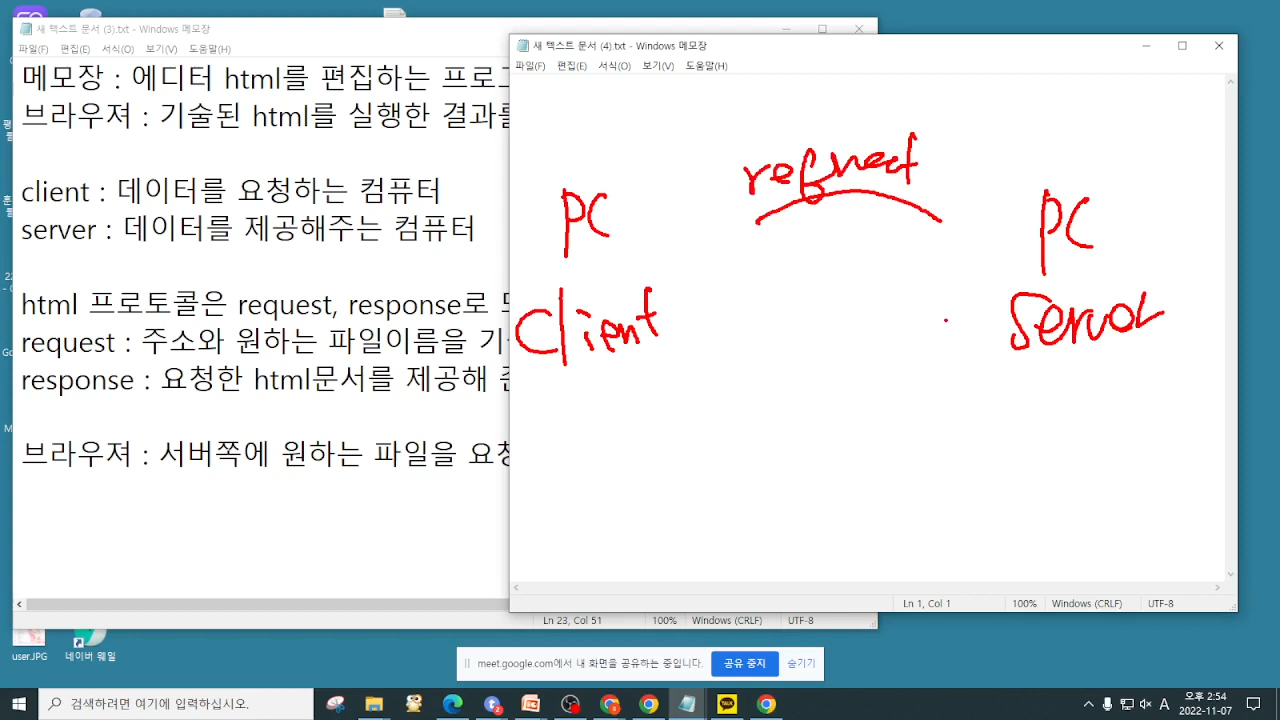 새 텍스트 문서 (3).txt - Windows 메모장
파일(F) 편집(E) 서식(O) 보기(V) 도움말(H)
메모장 : 에디터 html를 편집하는
브라우져 : 기술된 html를 실행한 결과를
client : 데이터를 요청하는 컴퓨터
server : 데이터를 제공해주는 컴퓨터
html 프로토콜은 request, response로
request : 주소와 원하는 파일이름을
response : 요청한 html문서를 제공해
브라우져 : 서버쪽에 원하는 파일을
Ln 23, Col 51 100% Windows (CRLF) UTF-8
새 텍스트 문서 (4).txt - Windows 메모장
파일(F) 편집(E) 서식(O) 보기(V) 도움말(H)
request
PC PC
Client Server
Ln 1, Col 1 100% Windows (CRLF) UTF-8
user.JPG 네이버 웨일
meet.google.com에서 내 화면을 공유하는 중입니다. 공유 중지 숨기기
검색하려면 여기에 입력하십시오.
TALK
A
오후 2:54
2022-11-07